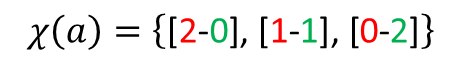 χ(a) = {[2-0], [1-1], [0-2]}